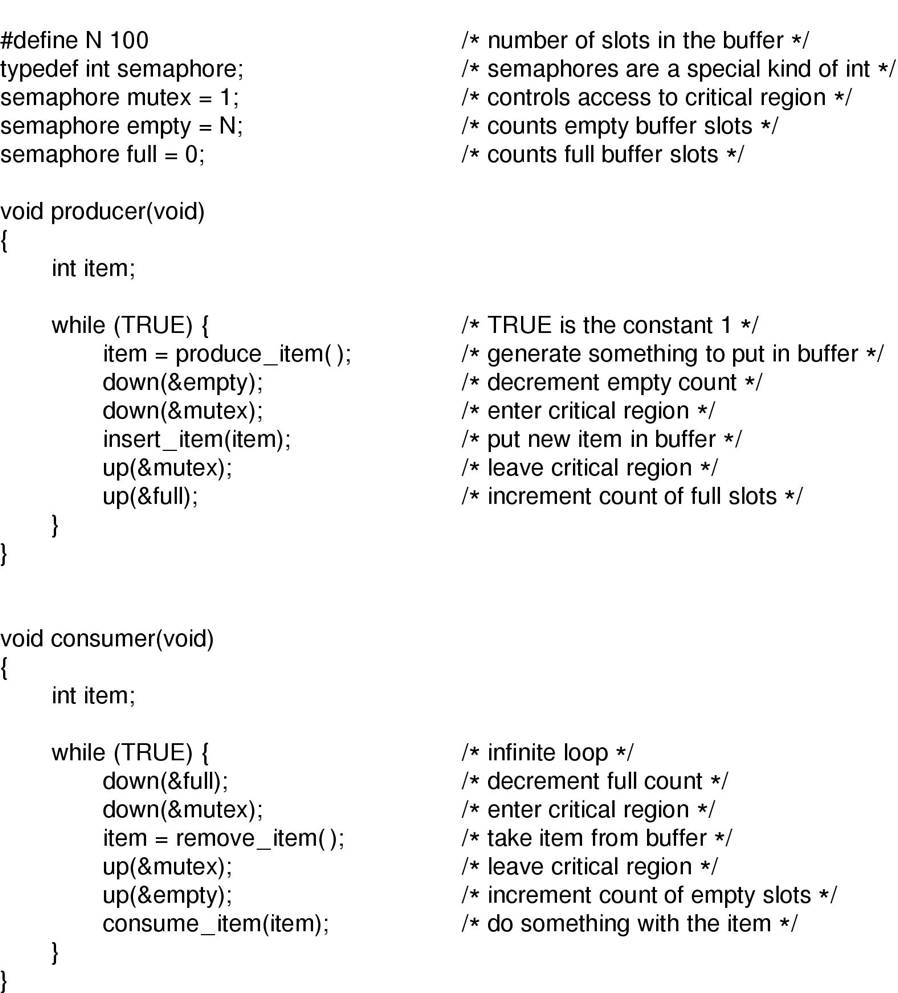 #define N 100 /* number of slots in the buffer */
typedef int semaphore; /* semaphores are a special kind of int */
semaphore mutex = 1; /* controls access to critical region */
semaphore empty = N; /* counts empty buffer slots */
semaphore full = 0; /* counts full buffer slots */
void producer(void)
{
int item;
while (TRUE) { /* TRUE is the constant 1 */
item = produce_item( ); /* generate something to put in buffer */
down(&empty); /* decrement empty count */
down(&mutex); /* enter critical region */
insert_item(item); /* put new item in buffer */
up(&mutex); /* leave critical region */
up(&full); /* increment count of full slots */
}
}
void consumer(void)
{
int item;
while (TRUE) { /* infinite loop */
down(&full); /* decrement full count */
down(&mutex); /* enter critical region */
item = remove_item( ); /* take item from buffer */
up(&mutex); /* leave critical region */
up(&empty); /* increment count of empty slots */
consume_item(item); /* do something with the item */
}
}